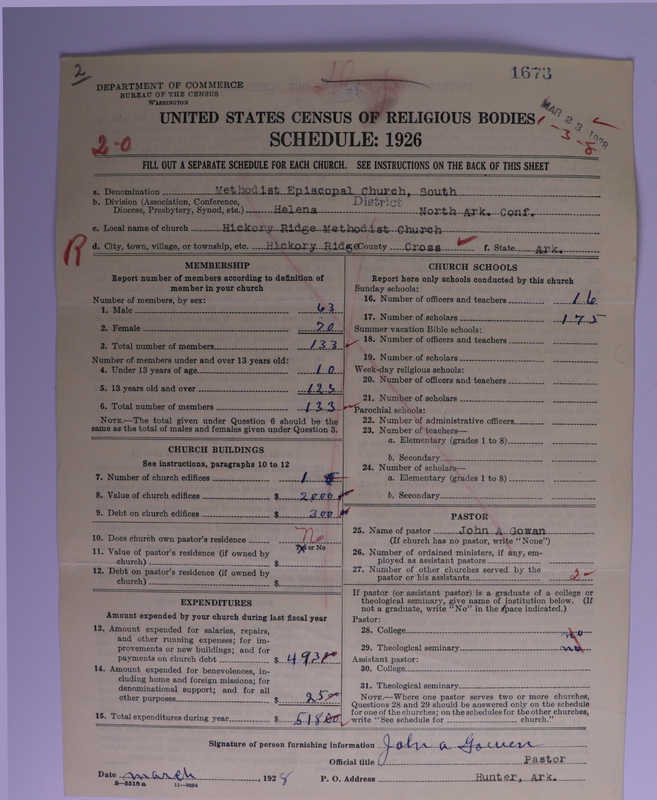 2
DEPARTMENT OF COMMERCE
BUREAU OF THE CENSUS
WASHINGTON
1673
MAR 23 1928
UNITED STATES CENSUS OF RELIGIOUS BODIES
1-3-8
SCHEDULE: 1926
2-0
FILL OUT A SEPARATE SCHEDULE FOR EACH CHURCH. SEE INSTRUCTIONS ON THE BACK OF THIS SHEET
a. Denomination Methodist Episcopal Church, South
b. Division (Association, Conference, District
Diocese, Presbytery, Synod, etc.) Helena North Ark. Conf.
c. Local name of church Hickory Ridge Methodist Church
R
d. City, town, village, or township, etc. Hickory Ridge County Cross f. State Ark.
MEMBERSHIP
Report number of members according to definition of
member in your church
Number of members, by sex:
1. Male 63
2. Female 70
3. Total number of members 133
Number of members under and over 13 years old:
4. Under 13 years of age 10
5. 13 years old and over 123
6. Total number of members 133
NOTE.—The total given under Question 6 should be the
same as the total of males and females given under Question 3.
CHURCH BUILDINGS
See instructions, paragraphs 10 to 12
7. Number of church edifices 1
8. Value of church edifices $ 2000
9. Debt on church edifices $ 300
10. Does church own pastor's residence No
Yes or No
11. Value of pastor's residence (if owned by
church) $
12. Debt on pastor's residence (if owned by
church) $
EXPENDITURES
Amount expended by your church during last fiscal year
13. Amount expended for salaries, repairs,
and other running expenses; for im-
provements or new buildings; and for
payments on church debt $
14. Amount expended for benevolences, in-
cluding home and foreign missions; for
denominational support; and for all
other purposes $
15. Total expenditures during year $
CHURCH SCHOOLS
Report here only schools conducted by this church
Sunday schools:
16. Number of officers and teachers 16
17. Number of scholars 175
Summer vacation Bible schools:
18. Number of officers and teachers
19. Number of scholars
Week-day religious schools:
20. Number of officers and teachers
21. Number of scholars
Parochial schools:
22. Number of administrative officers
23. Number of teachers—
a. Elementary (grades 1 to 8)
b. Secondary
24. Number of scholars—
a. Elementary (grades 1 to 8)
b. Secondary
PASTOR
25. Name of pastor John A Gowan
(If church has no pastor, write "None")
26. Number of ordained ministers, if any, em-
ployed as assistant pastors
27. Number of other churches served by the
pastor or his assistants 2
If pastor (or assistant pastor) is a graduate of a college or
theological seminary, give name of institution below. (If
not a graduate, write "No" in the space indicated.)
Pastor:
28. College no
29. Theological seminary no
Assistant pastor:
30. College
31. Theological seminary
NOTE.—Where one pastor serves two or more churches,
Questions 28 and 29 should be answered only on the schedule
for one of the churches; on the schedules for the other churches,
write "See schedule for church."
Signature of person furnishing information John A Gowen
Official title Pastor
Date march, 1928 P. O. Address Hunter, Ark.
8-5518a 11-9034